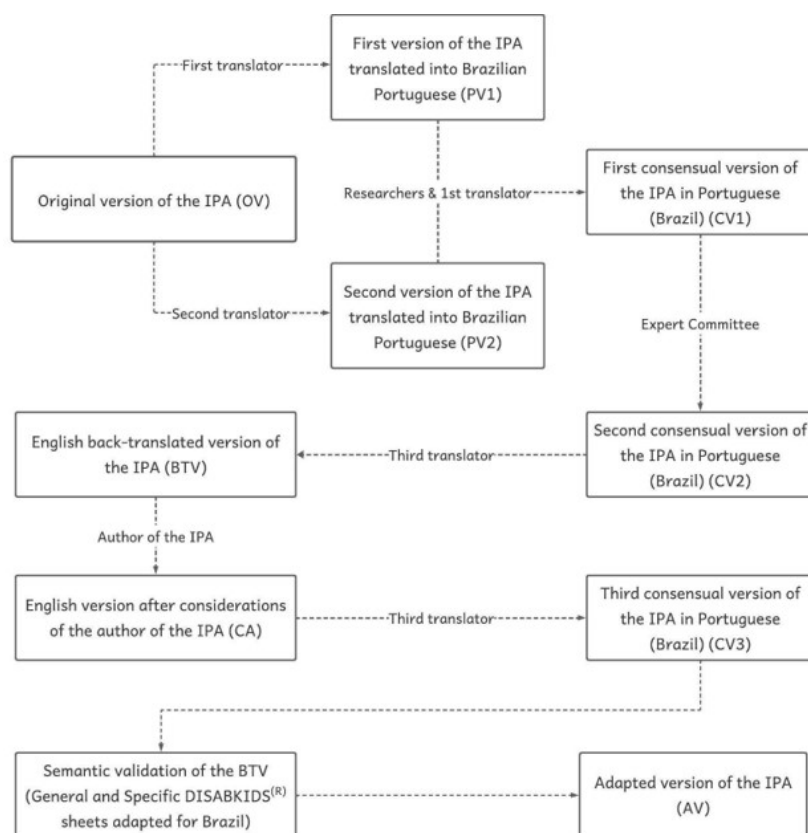 First version of the IPA
translated into Brazilian
Portuguese (PV1)
First translator
Original version of the IPA (OV)
Researchers & 1st translator
First consensual version of
the IPA in Portuguese
(Brazil) (CV1)
Second translator
Second version of the IPA
translated into Brazilian
Portuguese (PV2)
Expert Committee
English back-translated version of
the IPA (BTV)
Third translator
Second consensual version of
the IPA in Portuguese
(Brazil) (CV2)
Author of the IPA
English version after considerations
of the author of the IPA (CA)
Third translator
Third consensual version of
the IPA in Portuguese
(Brazil) (CV3)
Semantic validation of the BTV
(General and Specific DISABKIDS(R)
sheets adapted for Brazil)
Adapted version of the IPA
(AV)